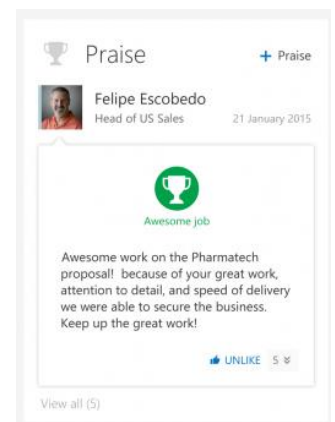 Praise
+ Praise
Felipe Escobedo
Head of US Sales
21 January 2015
Awesome job
Awesome work on the Pharmatech
proposal! because of your great work,
attention to detail, and speed of delivery
we were able to secure the business.
Keep up the great work!
UNLIKE 5
View all (5)